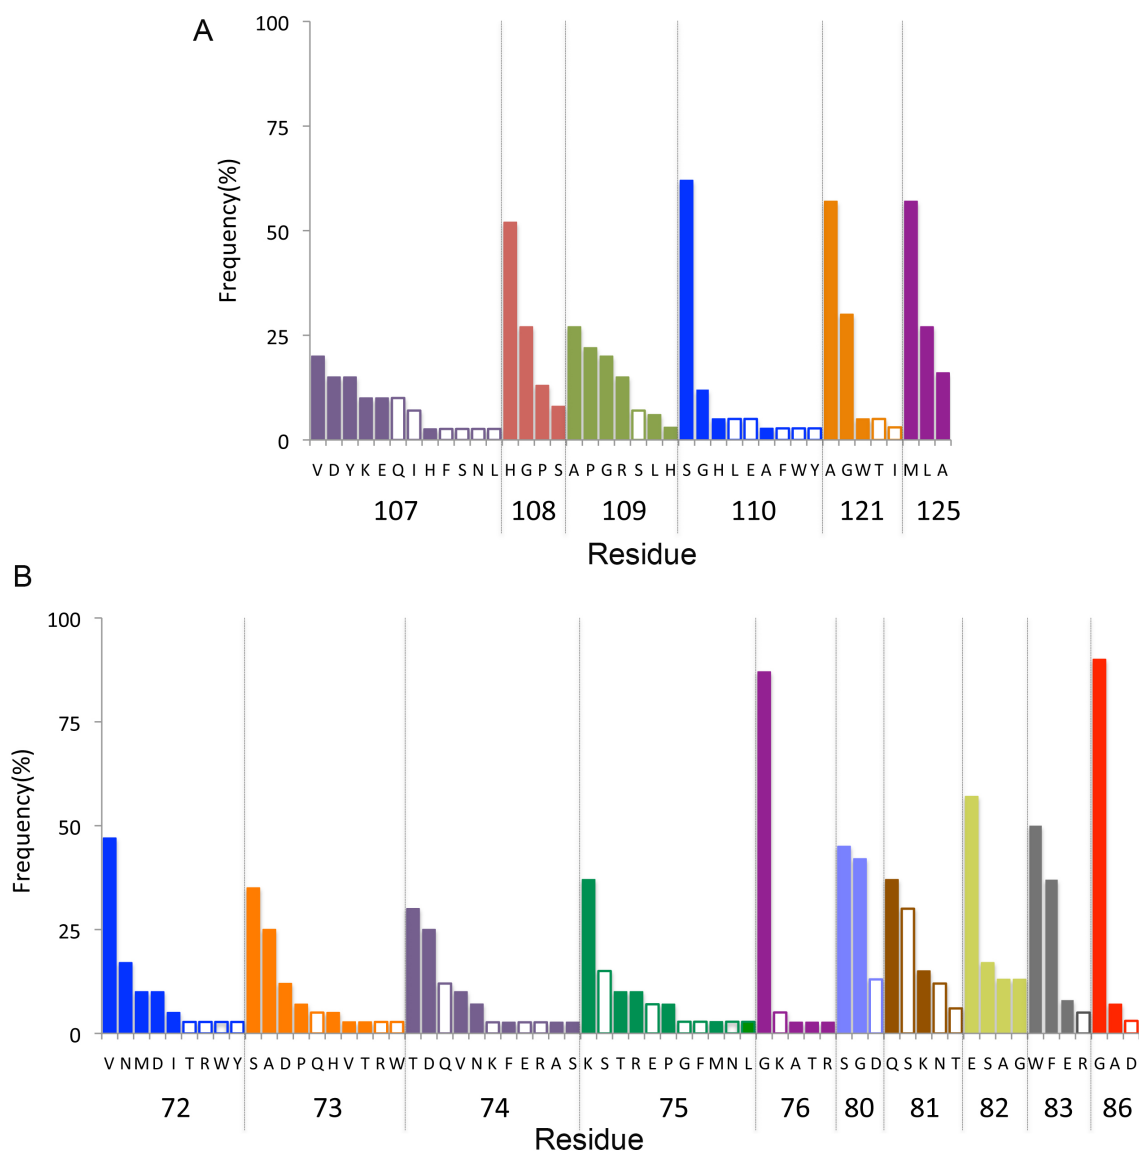 A
Frequency(%)
100
75
50
25
0
V D Y K E Q I H F S N L H G P S A P G R S L H S G H L E A F W Y A G W T I M L A
107 108 109 110 121 125
Residue
B
Frequency(%)
100
75
50
25
0
V N M D I T R W Y S A D P Q H V T R W T D Q V N K F E R A S K S T R E P G F M N L G K A T R S G D Q S K N T E S A G W F E R G A D
72 73 74 75 76 80 81 82 83 86
Residue